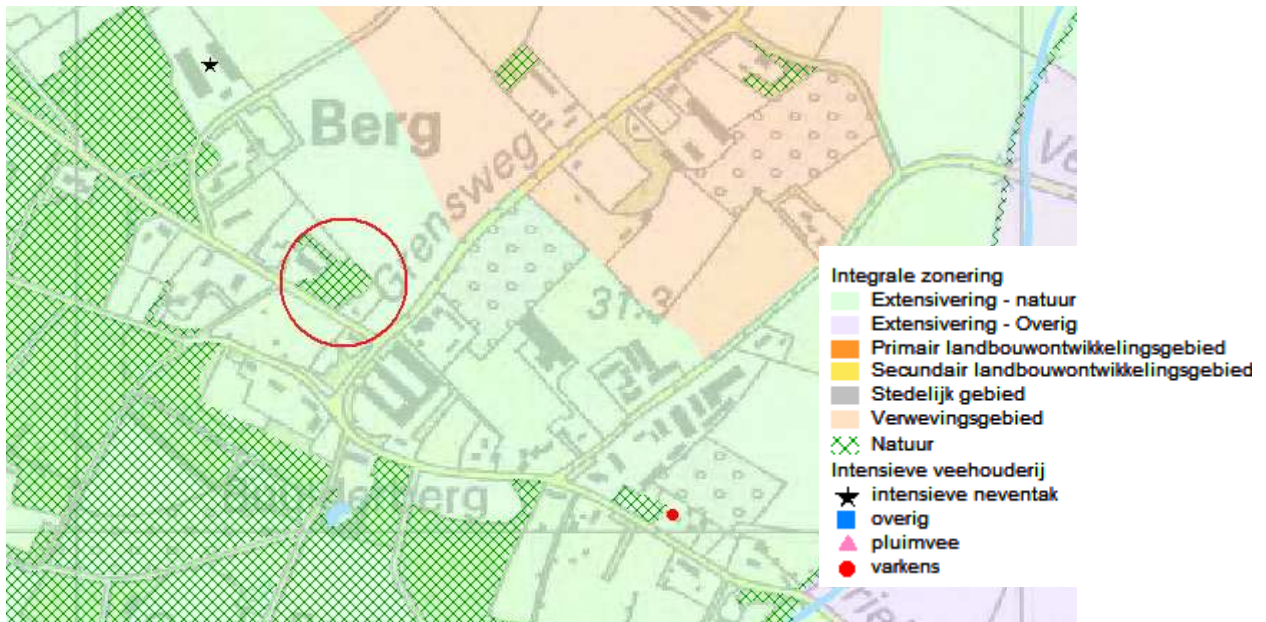 Berg
Grensweg
31.3
Integrale zonering
Extensivering - natuur
Extensivering - Overig
Primair landbouwontwikkelingsgebied
Secundair landbouwontwikkelingsgebied
Stedelijk gebied
Verwevingsgebied
Natuur
Intensieve veehouderij
intensieve neventak
overig
pluimvee
varkens